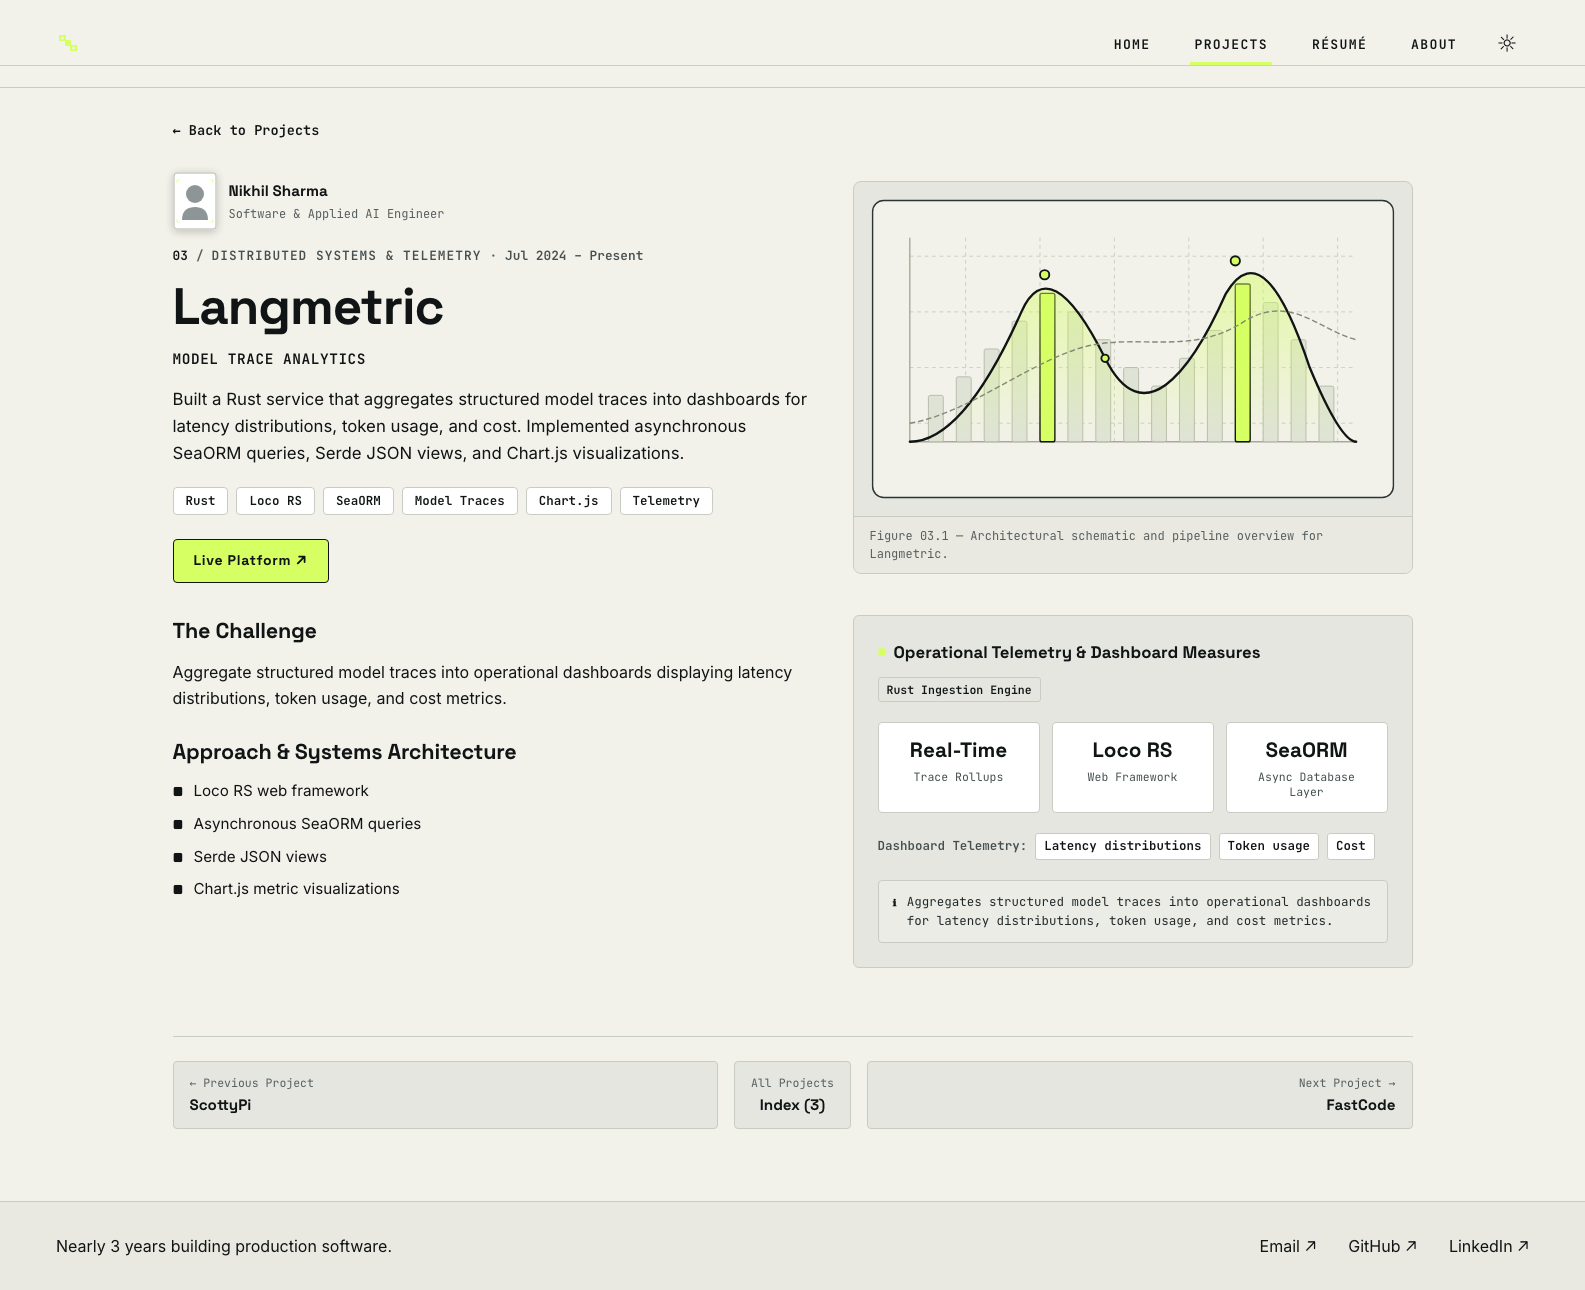 HOME
PROJECTS
RÉSUMÉ
ABOUT
← Back to Projects
Nikhil Sharma
Software & Applied AI Engineer
03 / DISTRIBUTED SYSTEMS & TELEMETRY · Jul 2024 – Present
Langmetric
MODEL TRACE ANALYTICS
Built a Rust service that aggregates structured model traces into dashboards for
latency distributions, token usage, and cost. Implemented asynchronous
SeaORM queries, Serde JSON views, and Chart.js visualizations.
Rust
Loco RS
SeaORM
Model Traces
Chart.js
Telemetry
Live Platform ↗
The Challenge
Aggregate structured model traces into operational dashboards displaying latency
distributions, token usage, and cost metrics.
Approach & Systems Architecture
Loco RS web framework
Asynchronous SeaORM queries
Serde JSON views
Chart.js metric visualizations
Figure 03.1 — Architectural schematic and pipeline overview for
Langmetric.
Operational Telemetry & Dashboard Measures
Rust Ingestion Engine
Real-Time
Trace Rollups
Loco RS
Web Framework
SeaORM
Async Database
Layer
Dashboard Telemetry:
Latency distributions
Token usage
Cost
ℹ Aggregates structured model traces into operational dashboards
for latency distributions, token usage, and cost metrics.
← Previous Project
ScottyPi
All Projects
Index (3)
Next Project →
FastCode
Nearly 3 years building production software.
Email ↗
GitHub ↗
LinkedIn ↗